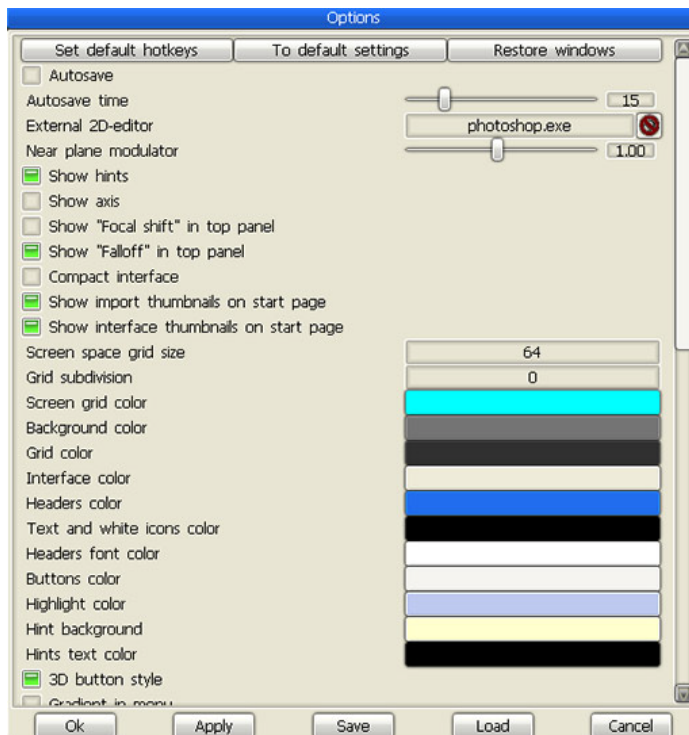 Options
Set default hotkeys To default settings Restore windows
Autosave
Autosave time 15
External 2D-editor photoshop.exe
Near plane modulator 1.00
Show hints
Show axis
Show "Focal shift" in top panel
Show "Falloff" in top panel
Compact interface
Show import thumbnails on start page
Show interface thumbnails on start page
Screen space grid size 64
Grid subdivision 0
Screen grid color
Background color
Grid color
Interface color
Headers color
Text and white icons color
Headers font color
Buttons color
Highlight color
Hint background
Hints text color
3D button style
Gradient in menu
Ok Apply Save Load Cancel